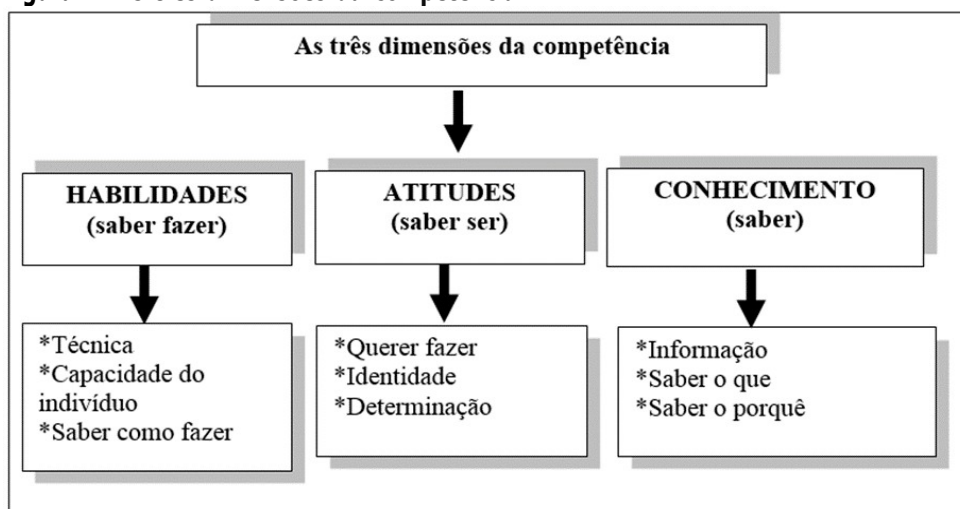 As três dimensões da competência
HABILIDADES
(saber fazer)
ATITUDES
(saber ser)
CONHECIMENTO
(saber)
*Técnica
*Capacidade do
indivíduo
*Saber como fazer
*Querer fazer
*Identidade
*Determinação
*Informação
*Saber o que
*Saber o porquê